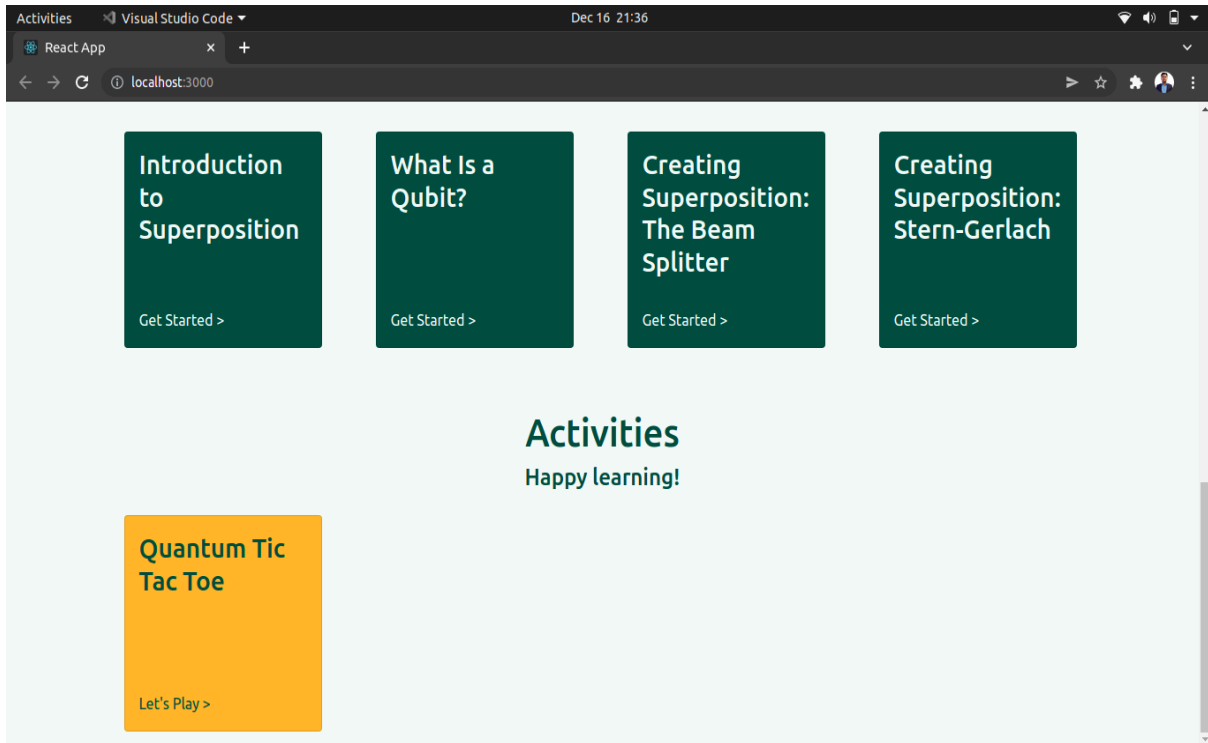 Activities Visual Studio Code Dec 16 21:36
React App
localhost:3000
Introduction
to
Superposition
Get Started >
What Is a
Qubit?
Get Started >
Creating
Superposition:
The Beam
Splitter
Get Started >
Creating
Superposition:
Stern-Gerlach
Get Started >
Activities
Happy learning!
Quantum Tic
Tac Toe
Let's Play >